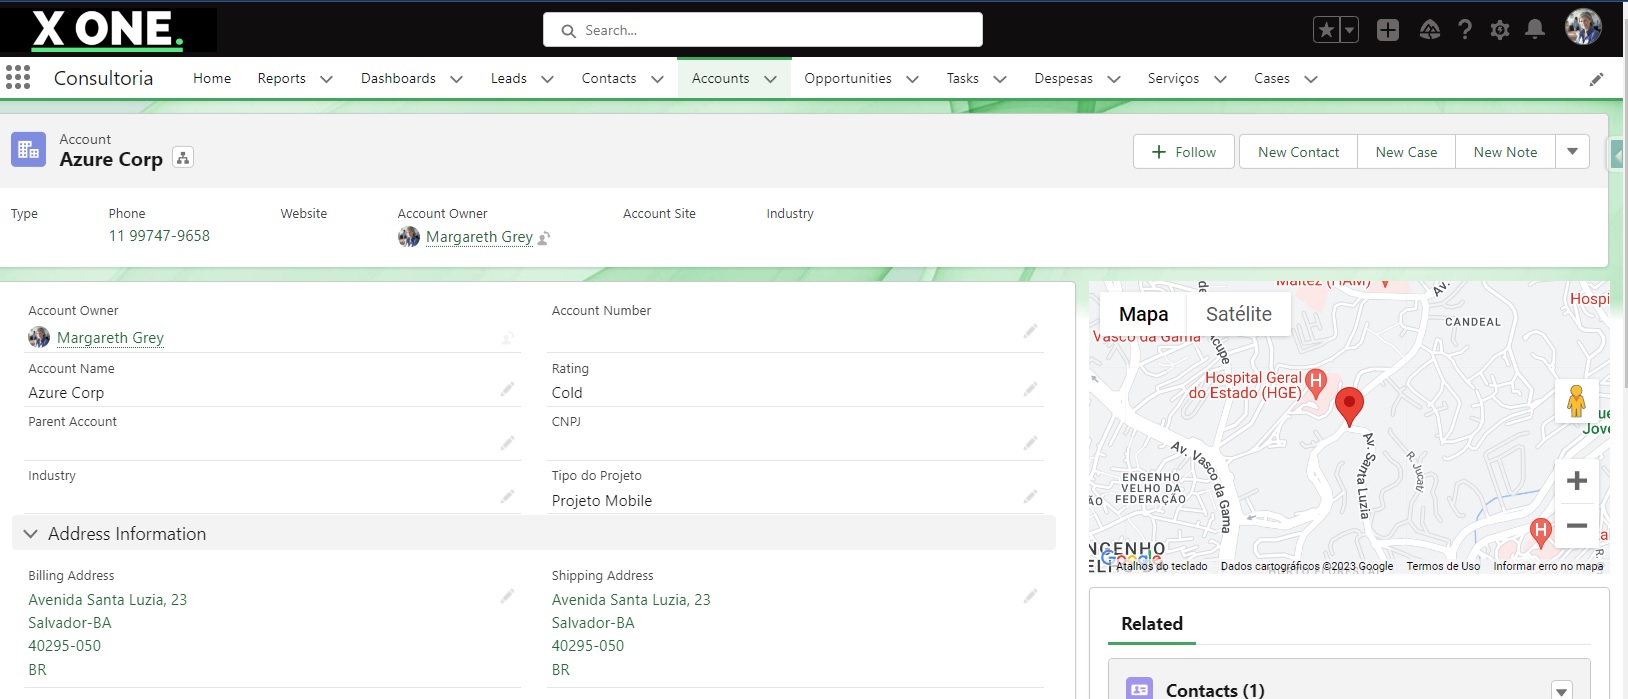 X ONE.
Search...
Consultoria
Home
Reports
Dashboards
Leads
Contacts
Accounts
Opportunities
Tasks
Despesas
Serviços
Cases
Account
Azure Corp
Follow
New Contact
New Case
New Note
Type
Phone
Website
Account Owner
Account Site
Industry
11 99747-9658
Margareth Grey
Account Owner
Margareth Grey
Account Number
Account Name
Azure Corp
Rating
Cold
Parent Account
CNPJ
Industry
Tipo do Projeto
Projeto Mobile
Address Information
Billing Address
Avenida Santa Luzia, 23
Salvador-BA
40295-050
BR
Shipping Address
Avenida Santa Luzia, 23
Salvador-BA
40295-050
BR
Mapa
Satélite
CANDEAL
Vasco da Gama
Hospital Geral
do Estado (HGE)
H
Av. Vasco da Gama
Av. Santa Luzia
R. Jucatu
ENGENHO
VELHO DA
FEDERAÇÃO
H
Google
Atalhos do teclado
Dados cartográficos ©2023 Google
Termos de Uso
Informar erro no mapa
Related
Contacts (1)